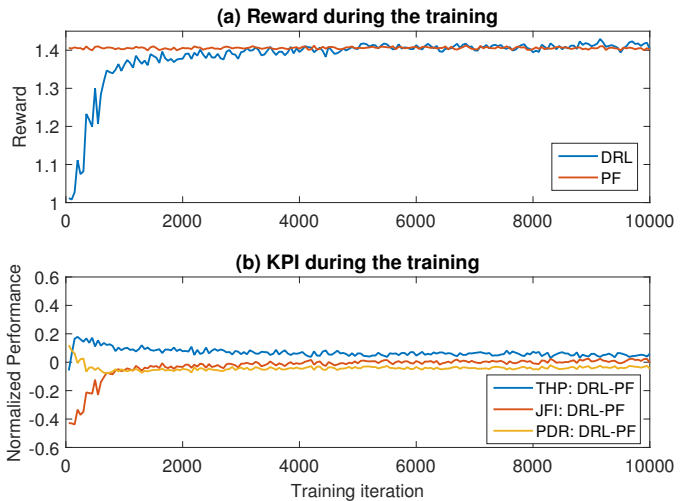 (a) Reward during the training
Reward
1.4
1.3
1.2
1.1
1
0
2000
4000
6000
8000
10000
DRL
PF
(b) KPI during the training
Normalized Performance
0.6
0.4
0.2
0
-0.2
-0.4
-0.6
0
2000
4000
6000
8000
10000
THP: DRL-PF
JFI: DRL-PF
PDR: DRL-PF
Training iteration